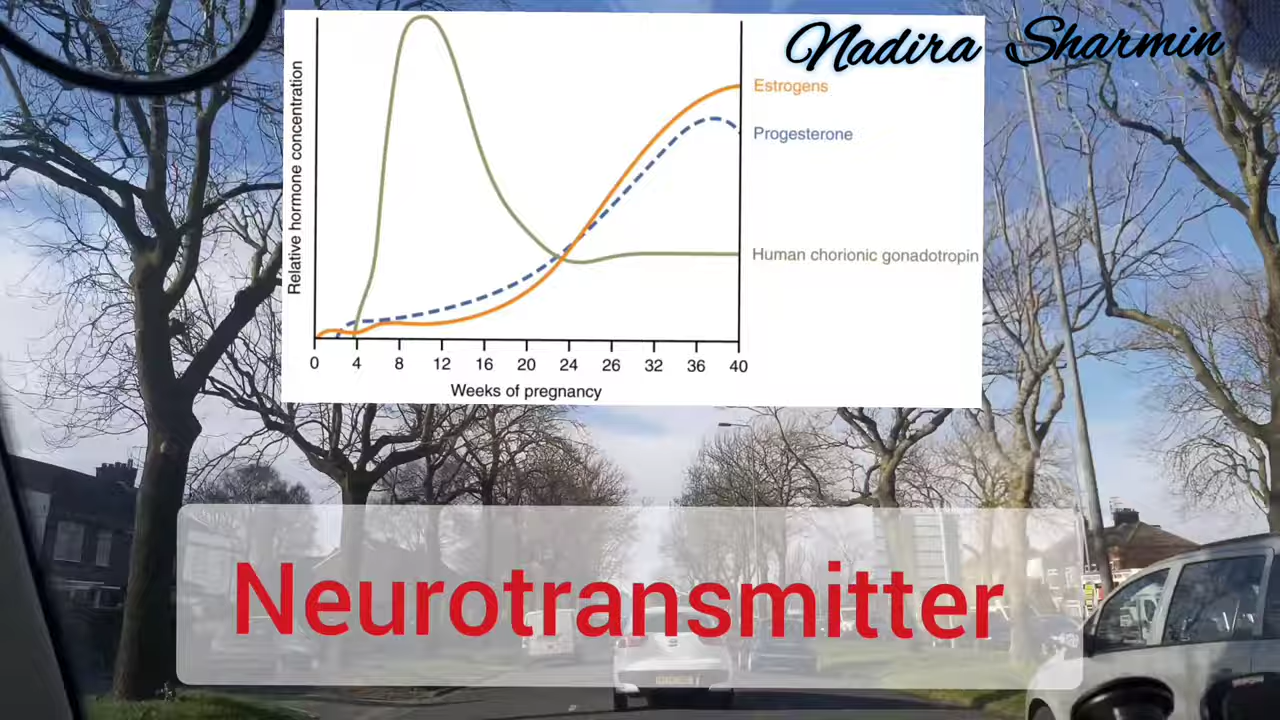 Nadira Sharmin
Relative hormone concentration
Estrogens
Progesterone
Human chorionic gonadotropin
0 4 8 12 16 20 24 26 28 32 36 40
Weeks of pregnancy
Neurotransmitter